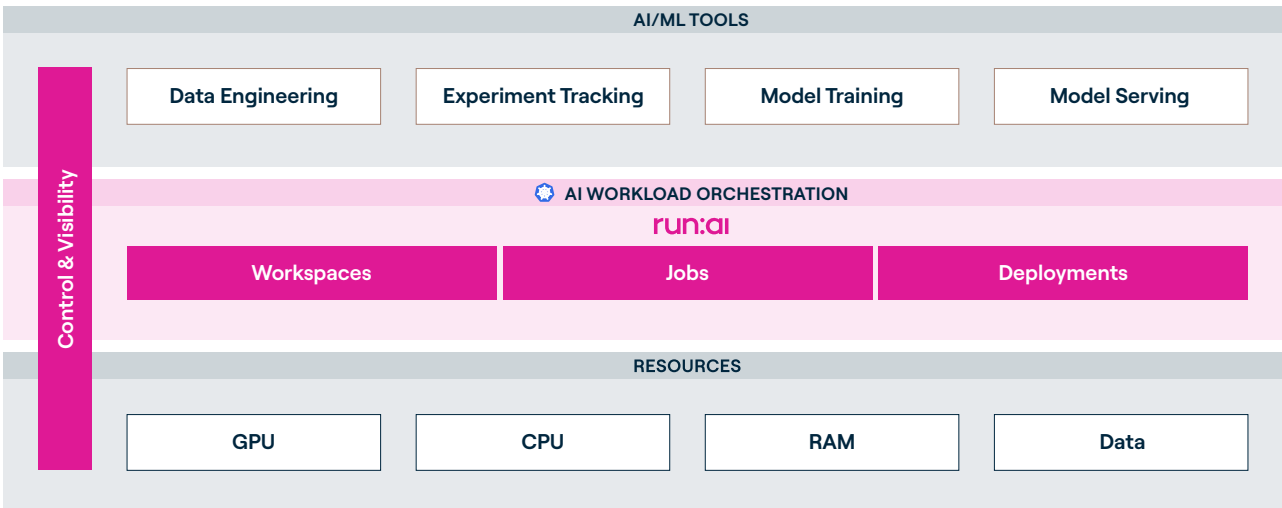 AI/ML TOOLS
Data Engineering
Experiment Tracking
Model Training
Model Serving
Control & Visibility
AI WORKLOAD ORCHESTRATION
run:ai
Workspaces
Jobs
Deployments
RESOURCES
GPU
CPU
RAM
Data